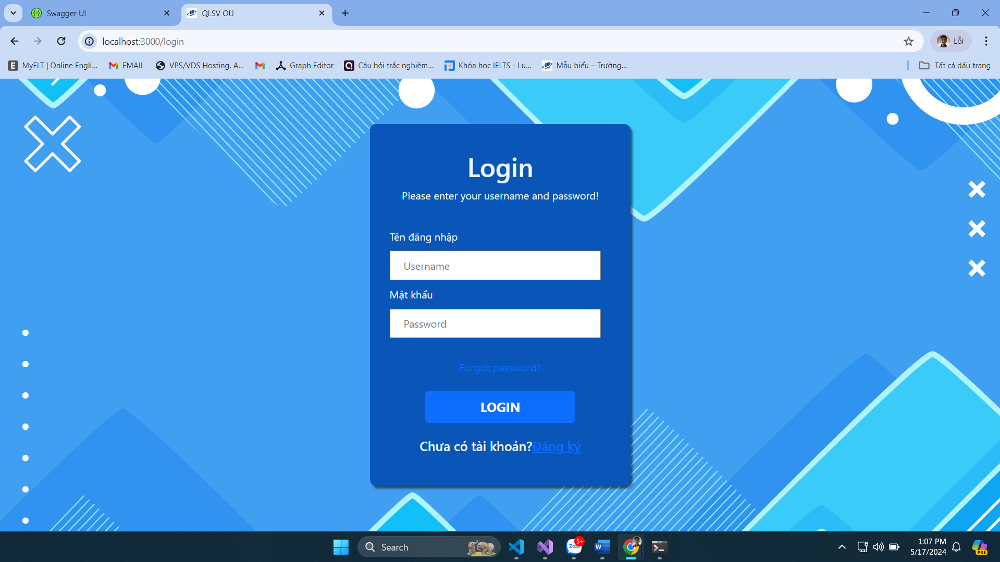 Swagger UI
QLSV OU
localhost:3000/login
Lỗi
MyELT | Online Engli...
EMAIL
VPS/VDS Hosting. A...
Graph Editor
Câu hỏi trắc nghiệm...
Khóa học IELTS - Lu...
Mẫu biểu – Trường...
Tất cả dấu trang
Login
Please enter your username and password!
Tên đăng nhập
Username
Mật khẩu
Password
Forgot password?
LOGIN
Chưa có tài khoản?Đăng ký
Search
Zalo
5+
W
1:07 PM
5/17/2024
PRE